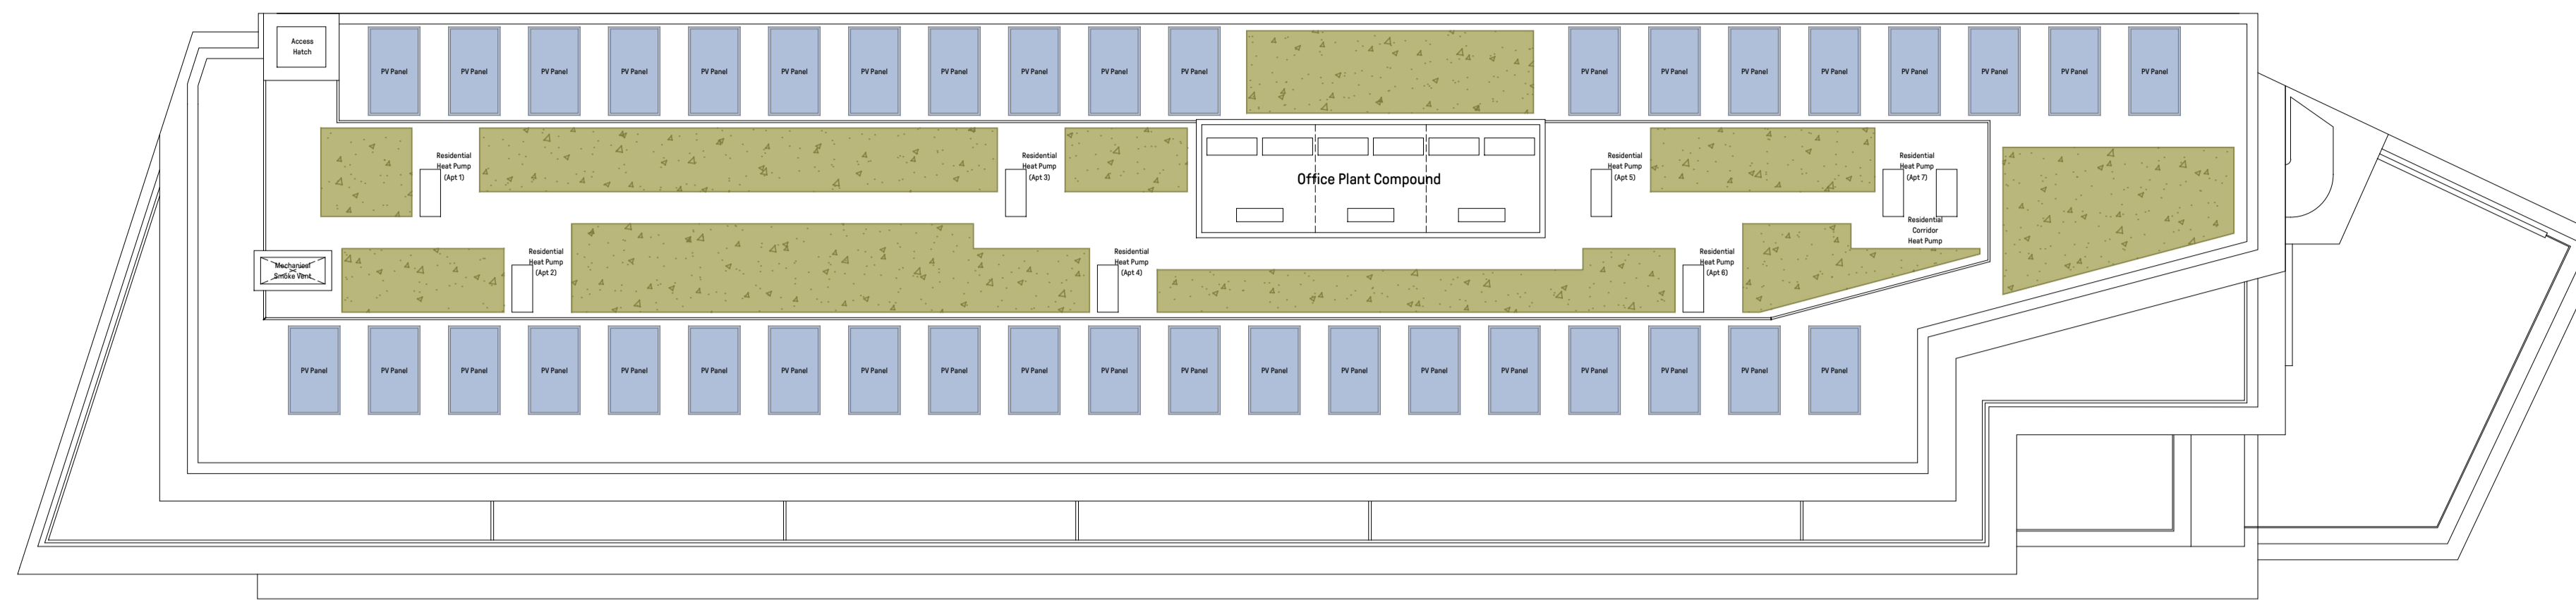 Access
Hatch
PV Panel PV Panel PV Panel PV Panel PV Panel PV Panel PV Panel PV Panel PV Panel PV Panel PV Panel PV Panel PV Panel PV Panel PV Panel PV Panel PV Panel PV Panel PV Panel
Residential
Heat Pump
(Apt 1)
Residential
Heat Pump
(Apt 3)
Office Plant Compound
Residential
Heat Pump
(Apt 5)
Residential
Heat Pump
(Apt 7)
Residential
Corridor
Heat Pump
Mechanical
Smoke Vent
Residential
Heat Pump
(Apt 2)
Residential
Heat Pump
(Apt 4)
Residential
Heat Pump
(Apt 6)
PV Panel PV Panel PV Panel PV Panel PV Panel PV Panel PV Panel PV Panel PV Panel PV Panel PV Panel PV Panel PV Panel PV Panel PV Panel PV Panel PV Panel PV Panel PV Panel PV Panel